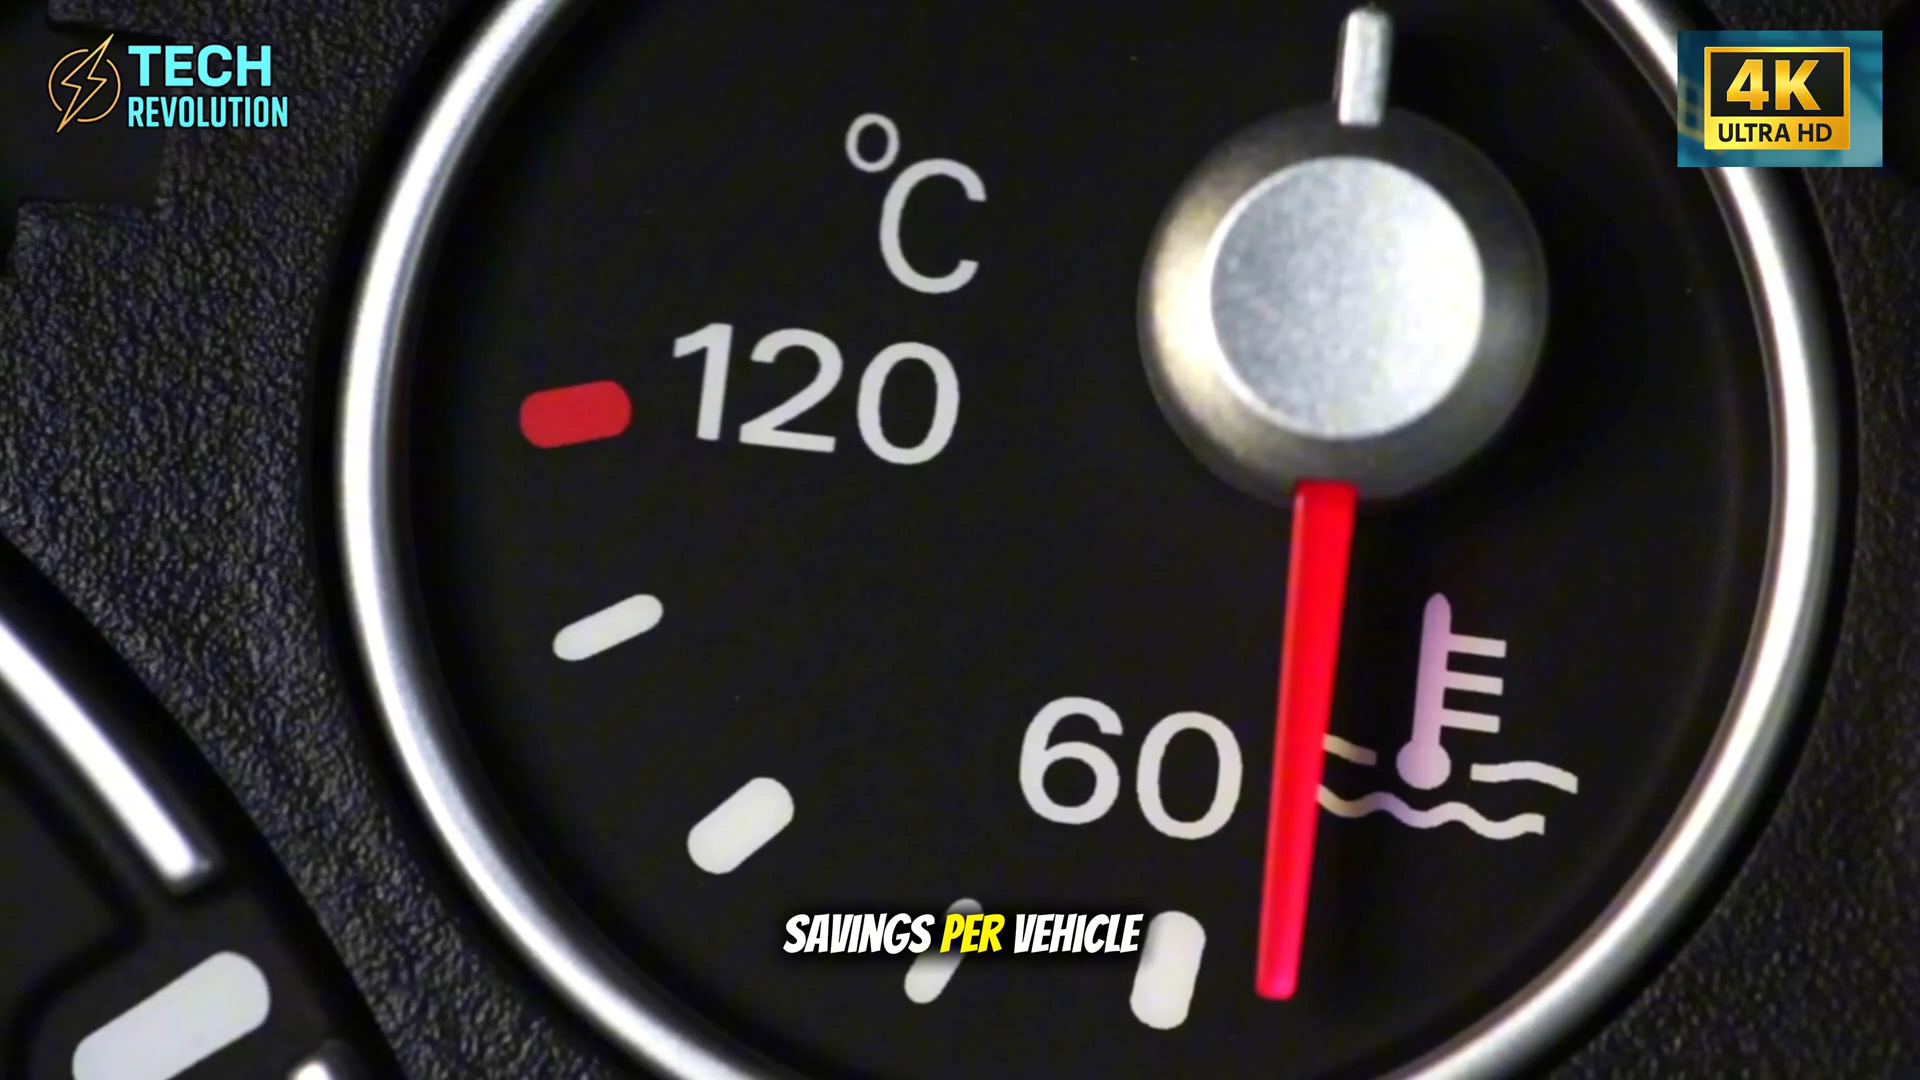 TECH
REVOLUTION
4K
ULTRA HD
°C
120
60
SAVINGS PER VEHICLE